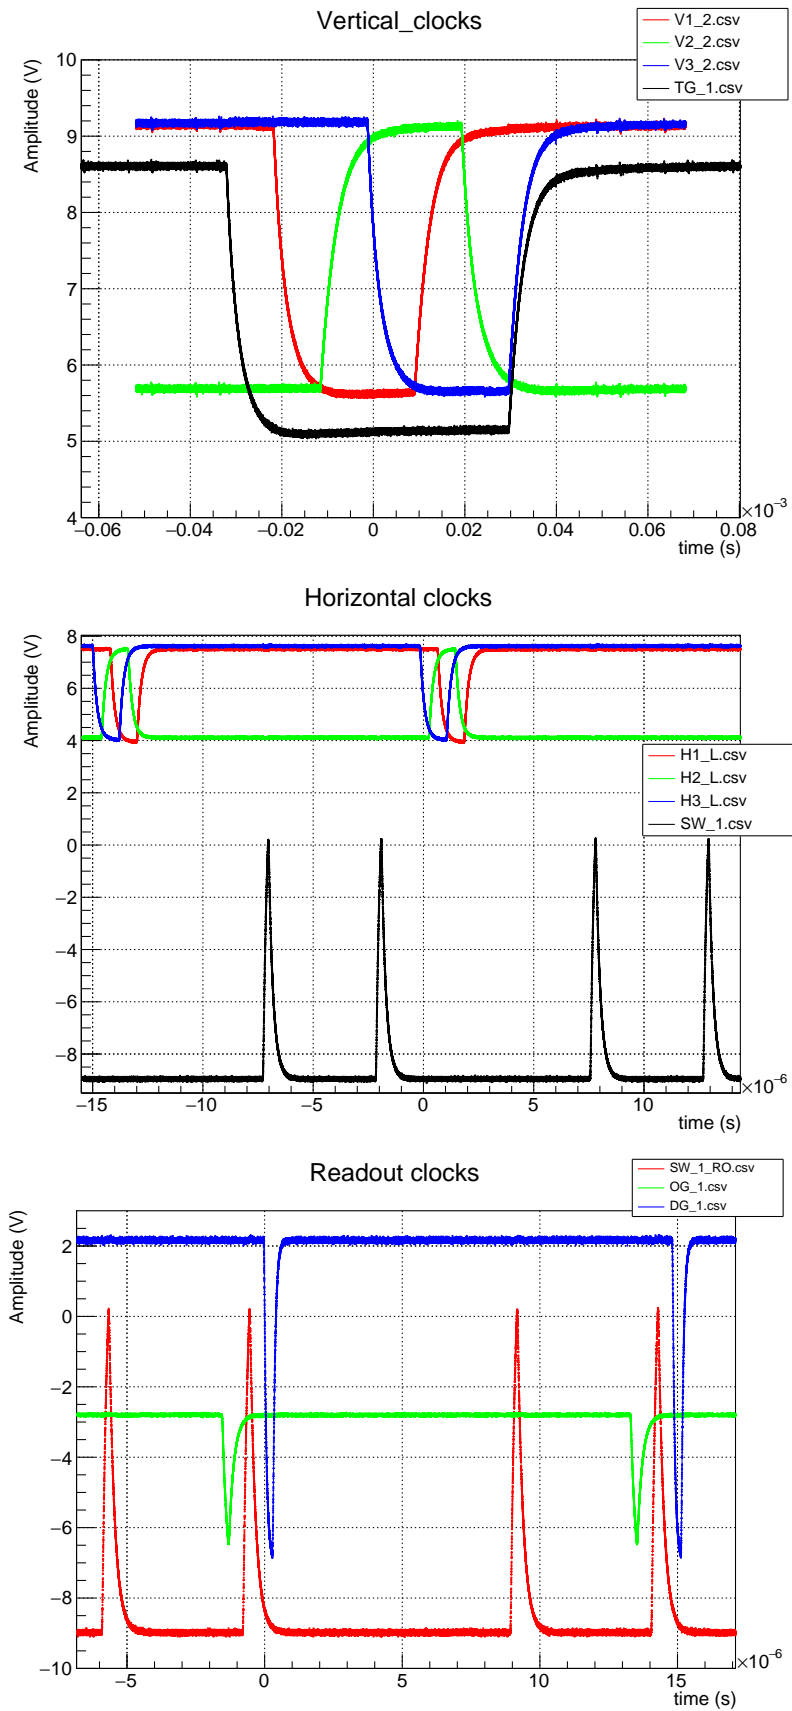 Vertical_clocks
V1_2.csv
V2_2.csv
V3_2.csv
TG_1.csv
Amplitude (V)
10
9
8
7
6
5
4
−0.06 −0.04 −0.02 0 0.02 0.04 0.06 0.08
×10−3
time (s)
Horizontal clocks
Amplitude (V)
8
6
4
2
0
−2
−4
−6
−8
H1_L.csv
H2_L.csv
H3_L.csv
SW_1.csv
−15 −10 −5 0 5 10
×10−6
time (s)
Readout clocks
SW_1_RO.csv
OG_1.csv
DG_1.csv
Amplitude (V)
2
0
−2
−4
−6
−8
−10
−5 0 5 10 15
×10−6
time (s)